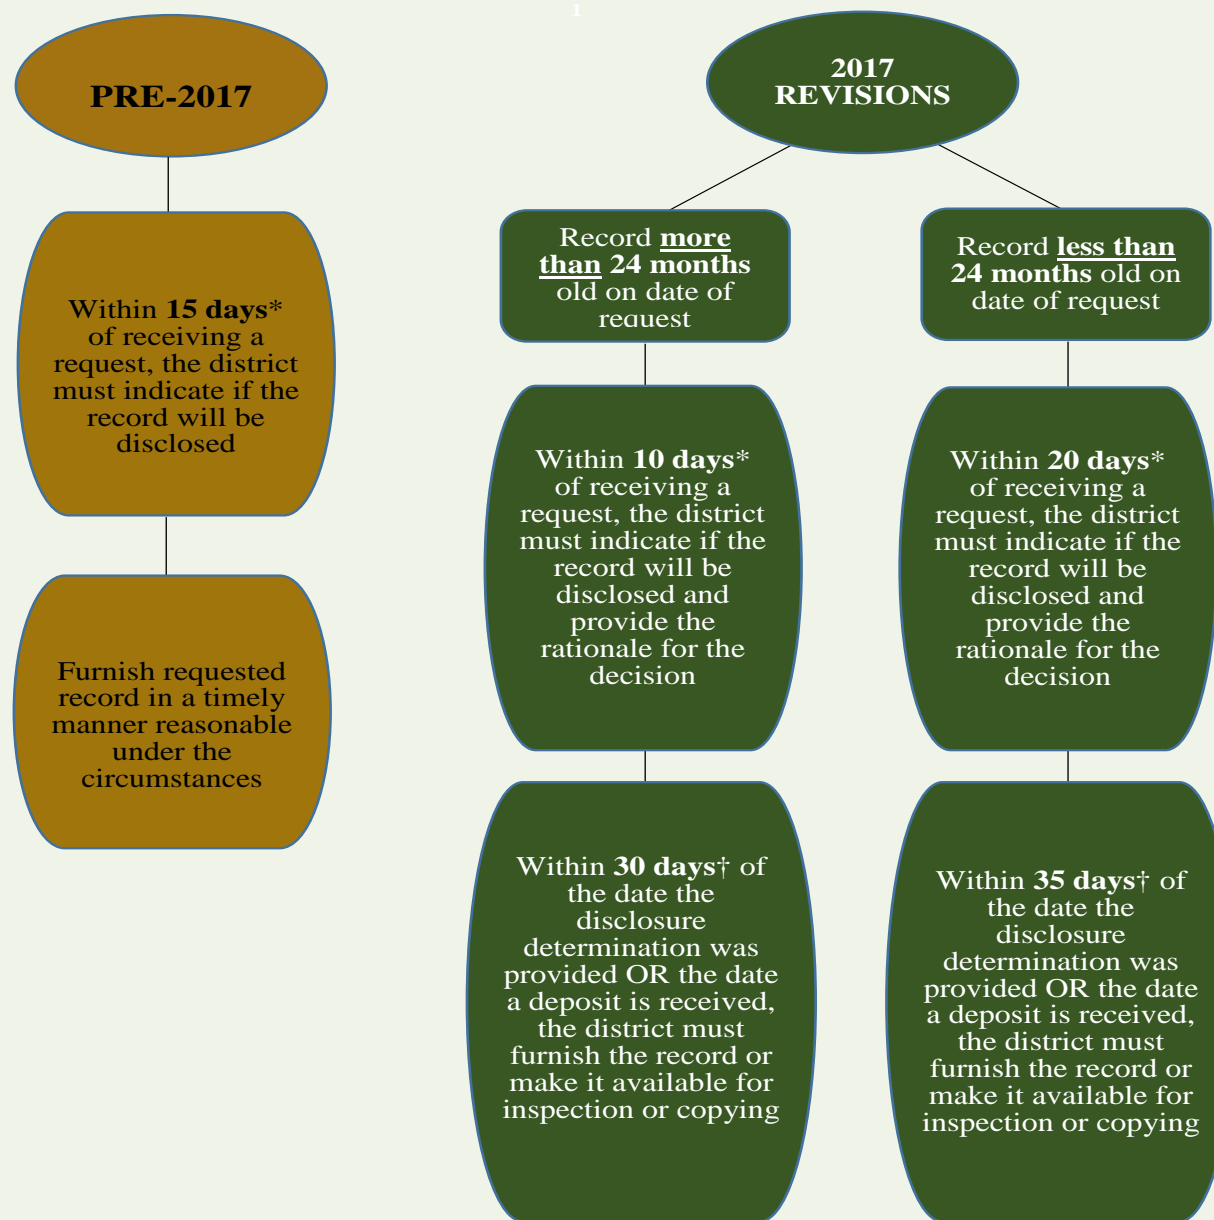 1
PRE-2017
Within 15 days*
of receiving a
request, the district
must indicate if the
record will be
disclosed
Furnish requested
record in a timely
manner reasonable
under the
circumstances
2017
REVISIONS
Record more
than 24 months
old on date of
request
Within 10 days*
of receiving a
request, the district
must indicate if the
record will be
disclosed and
provide the
rationale for the
decision
Within 30 days† of
the date the
disclosure
determination was
provided OR the date
a deposit is received,
the district must
furnish the record or
make it available for
inspection or copying
Record less than
24 months old on
date of request
Within 20 days*
of receiving a
request, the district
must indicate if the
record will be
disclosed and
provide the
rationale for the
decision
Within 35 days† of
the date the
disclosure
determination was
provided OR the date
a deposit is received,
the district must
furnish the record or
make it available for
inspection or copying